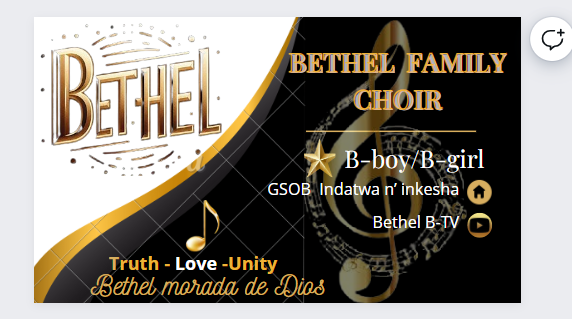 BETHEL
BETHEL FAMILY
CHOIR
B-boy/B-girl
GSOB Indatwa n' inkesha
Bethel B-TV
Truth - Love -Unity
Bethel morada de Dios